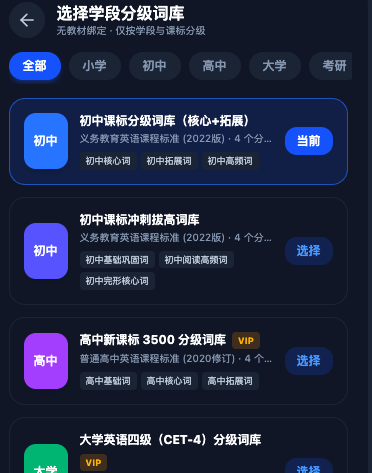 选择学段分级词库
无教材绑定 · 仅按学段与课标分级
全部 小学 初中 高中 大学 考研
初中课标分级词库（核心+拓展）
初中
义务教育英语课程标准 (2022版) · 4 个分...
当前
初中核心词 初中拓展词 初中高频词
初中课标冲刺拔高词库
义务教育英语课程标准 (2022版) · 4 个分...
初中
选择
初中基础巩固词 初中阅读高频词
初中完形核心词
高中新课标 3500 分级词库 VIP
高中
普通高中英语课程标准 (2020修订) · 4 个...
选择
高中基础词 高中核心词 高中拓展词
大学英语四级（CET-4）分级词库
VIP
大学
选择